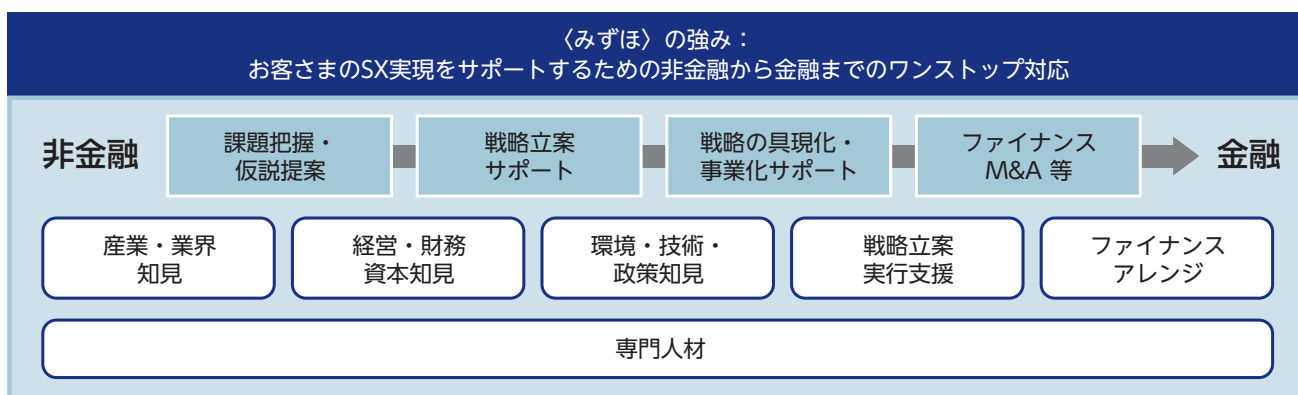 〈みずほ〉の強み：
お客さまのSX実現をサポートするための非金融から金融までのワンストップ対応
非金融
課題把握・
仮説提案
戦略立案
サポート
戦略の具現化・
事業化サポート
ファイナンス
M&A 等
金融
産業・業界
知見
経営・財務
資本知見
環境・技術・
政策知見
戦略立案
実行支援
ファイナンス
アレンジ
専門人材